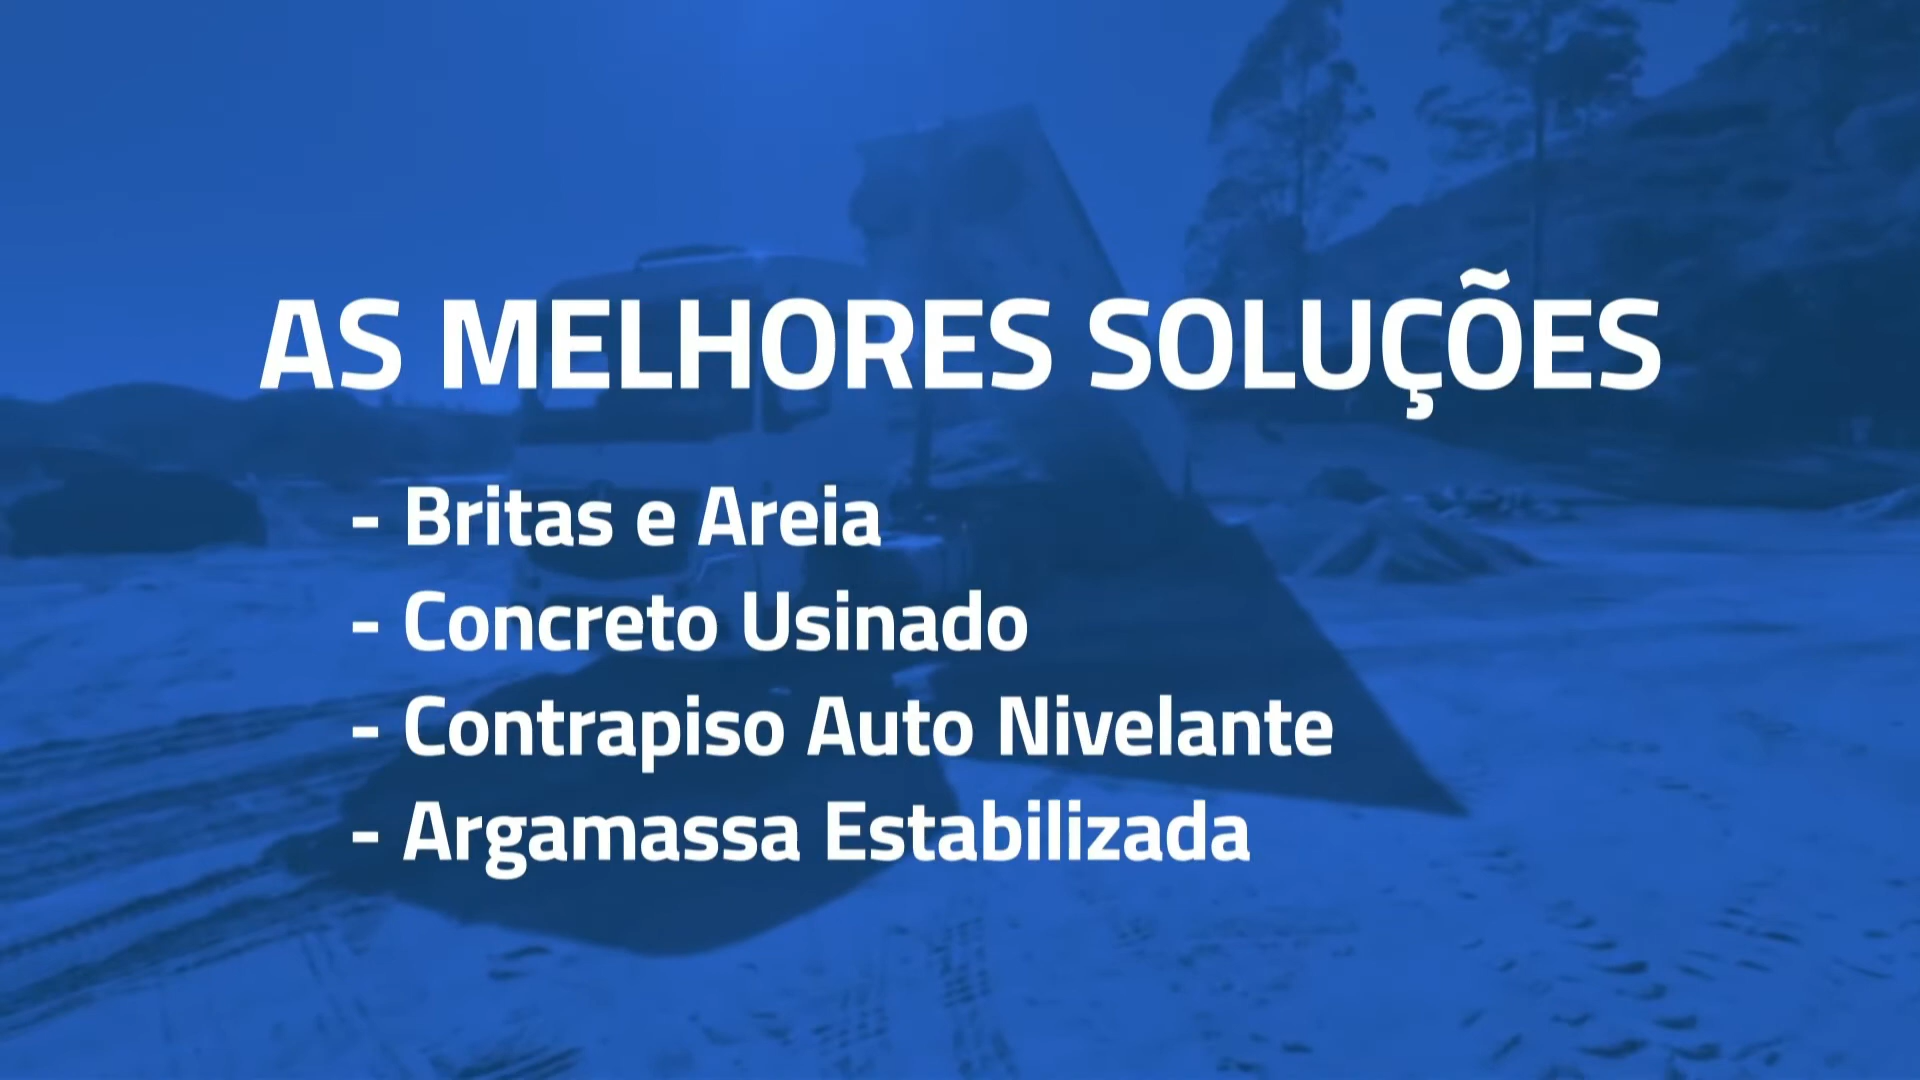 AS MELHORES SOLUÇÕES
- Britas e Areia
- Concreto Usinado
- Contrapiso Auto Nivelante
- Argamassa Estabilizada